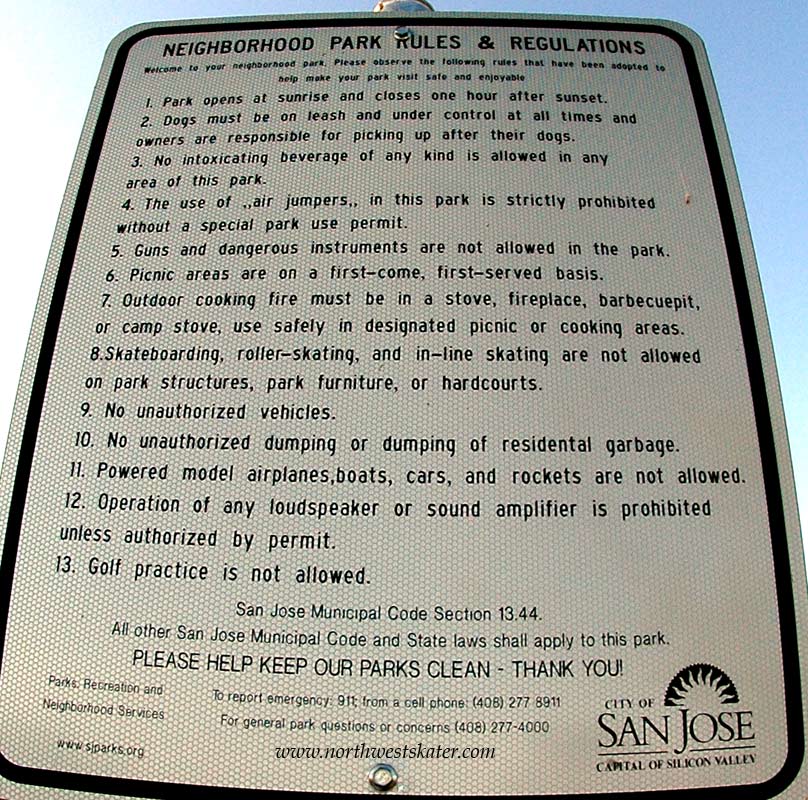 NEIGHBORHOOD PARK RULES & REGULATIONS
Welcome to your neighborhood park. Please observe the following rules that have been adopted to
help make your park visit safe and enjoyable
1. Park opens at sunrise and closes one hour after sunset.
2. Dogs must be on leash and under control at all times and
owners are responsible for picking up after their dogs.
3. No intoxicating beverage of any kind is allowed in any
area of this park.
4. The use of ,,air jumpers,, in this park is strictly prohibited
without a special park use permit.
5. Guns and dangerous instruments are not allowed in the park.
6. Picnic areas are on a first-come, first-served basis.
7. Outdoor cooking fire must be in a stove, fireplace, barbecuepit,
or camp stove, use safely in designated picnic or cooking areas.
8.Skateboarding, roller-skating, and in-line skating are not allowed
on park structures, park furniture, or hardcourts.
9. No unauthorized vehicles.
10. No unauthorized dumping or dumping of residental garbage.
11. Powered model airplanes,boats, cars, and rockets are not allowed.
12. Operation of any loudspeaker or sound amplifier is prohibited
unless authorized by permit.
13. Golf practice is not allowed.
San Jose Municipal Code Section 13.44.
All other San Jose Municipal Code and State laws shall apply to this park.
PLEASE HELP KEEP OUR PARKS CLEAN - THANK YOU!
Parks, Recreation and
Neighborhood Services
www.sjparks.org
To report emergency: 911; from a cell phone: (408) 277 8911
For general park questions or concerns (408) 277-4000
www.northwestskater.com
CITY OF
SAN JOSE
CAPITAL OF SILICON VALLEY